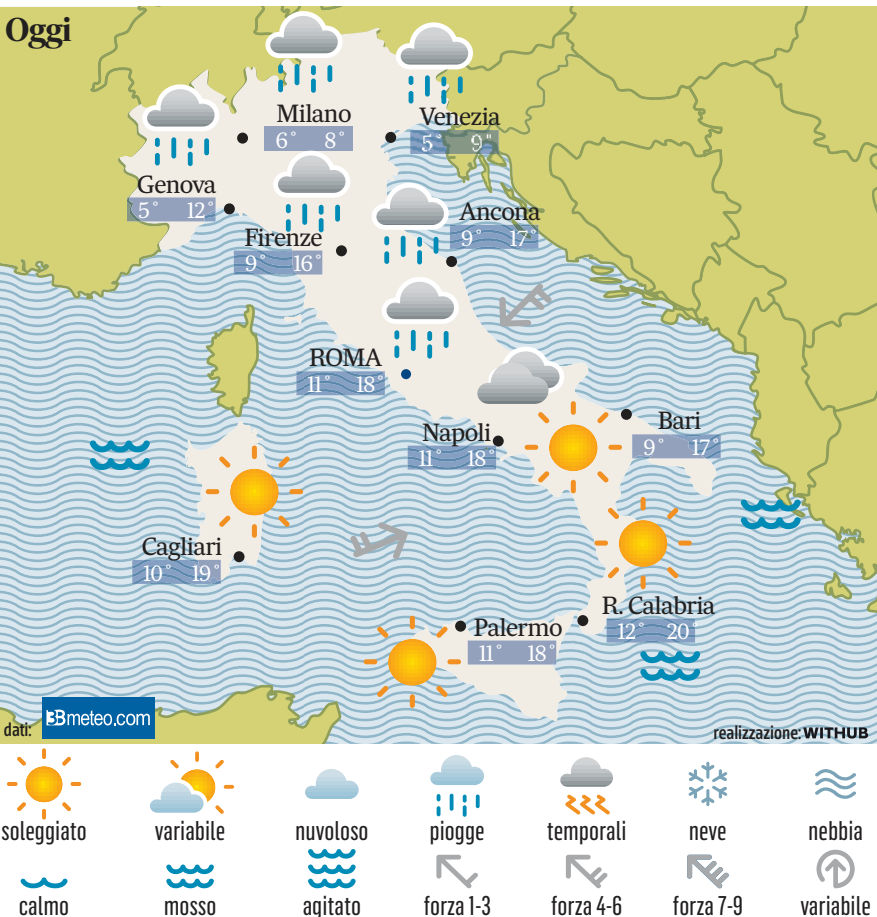 Oggi
Milano
6° 8°
Venezia
5° 9°
Genova
5° 12°
Firenze
9° 16°
Ancona
9° 17°
ROMA
11° 18°
Napoli
11° 18°
Bari
9° 17°
Cagliari
10° 19°
R. Calabria
12° 20°
Palermo
11° 18°
dati: 3Bmeteo.com
realizzazione: WITHUB
soleggiato variabile nuvoloso piogge temporali neve nebbia
calmo mosso agitato forza 1-3 forza 4-6 forza 7-9 variabile